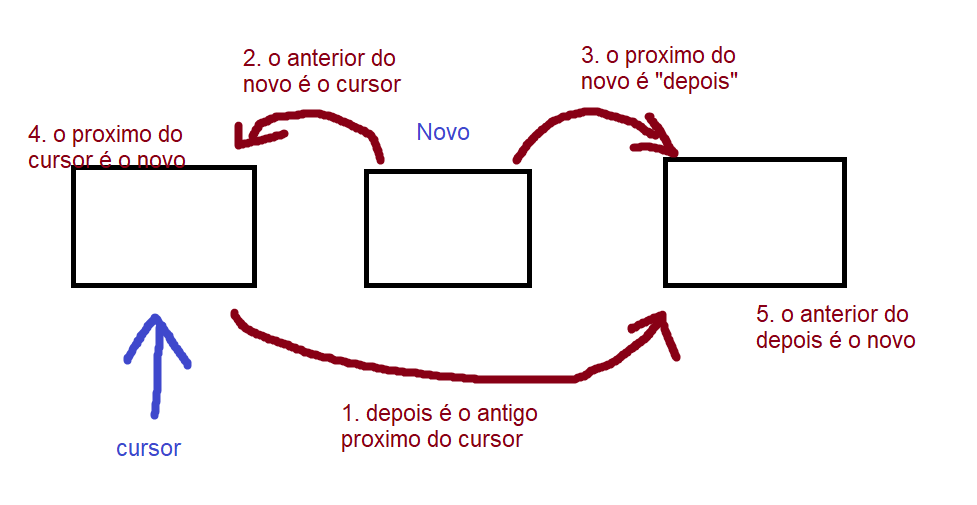 2. o anterior do
novo é o cursor
3. o proximo do
novo é "depois"
Novo
4. o proximo do
cursor é o novo
5. o anterior do
depois é o novo
1. depois é o antigo
proximo do cursor
cursor